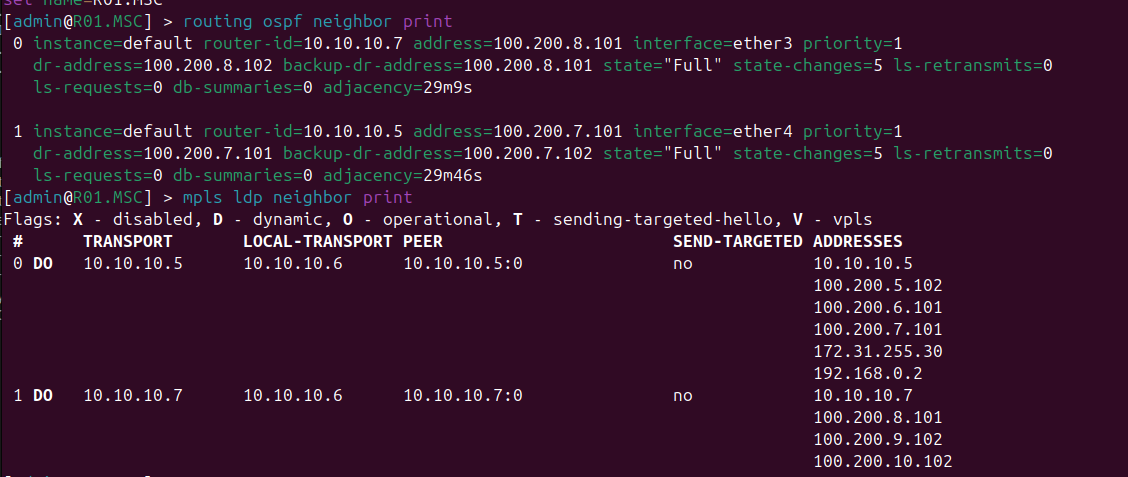 set name=R01.MSC
[admin@R01.MSC] > routing ospf neighbor print
0 instance=default router-id=10.10.10.7 address=100.200.8.101 interface=ether3 priority=1
dr-address=100.200.8.102 backup-dr-address=100.200.8.101 state="Full" state-changes=5 ls-retransmits=0
ls-requests=0 db-summaries=0 adjacency=29m9s
1 instance=default router-id=10.10.10.5 address=100.200.7.101 interface=ether4 priority=1
dr-address=100.200.7.101 backup-dr-address=100.200.7.102 state="Full" state-changes=5 ls-retransmits=0
ls-requests=0 db-summaries=0 adjacency=29m46s
[admin@R01.MSC] > mpls ldp neighbor print
Flags: X - disabled, D - dynamic, O - operational, T - sending-targeted-hello, V - vpls
# TRANSPORT LOCAL-TRANSPORT PEER SEND-TARGETED ADDRESSES
0 DO 10.10.10.5 10.10.10.6 10.10.10.5:0 no 10.10.10.5
100.200.5.102
100.200.6.101
100.200.7.101
172.31.255.30
192.168.0.2
1 DO 10.10.10.7 10.10.10.6 10.10.10.7:0 no 10.10.10.7
100.200.8.101
100.200.9.102
100.200.10.102